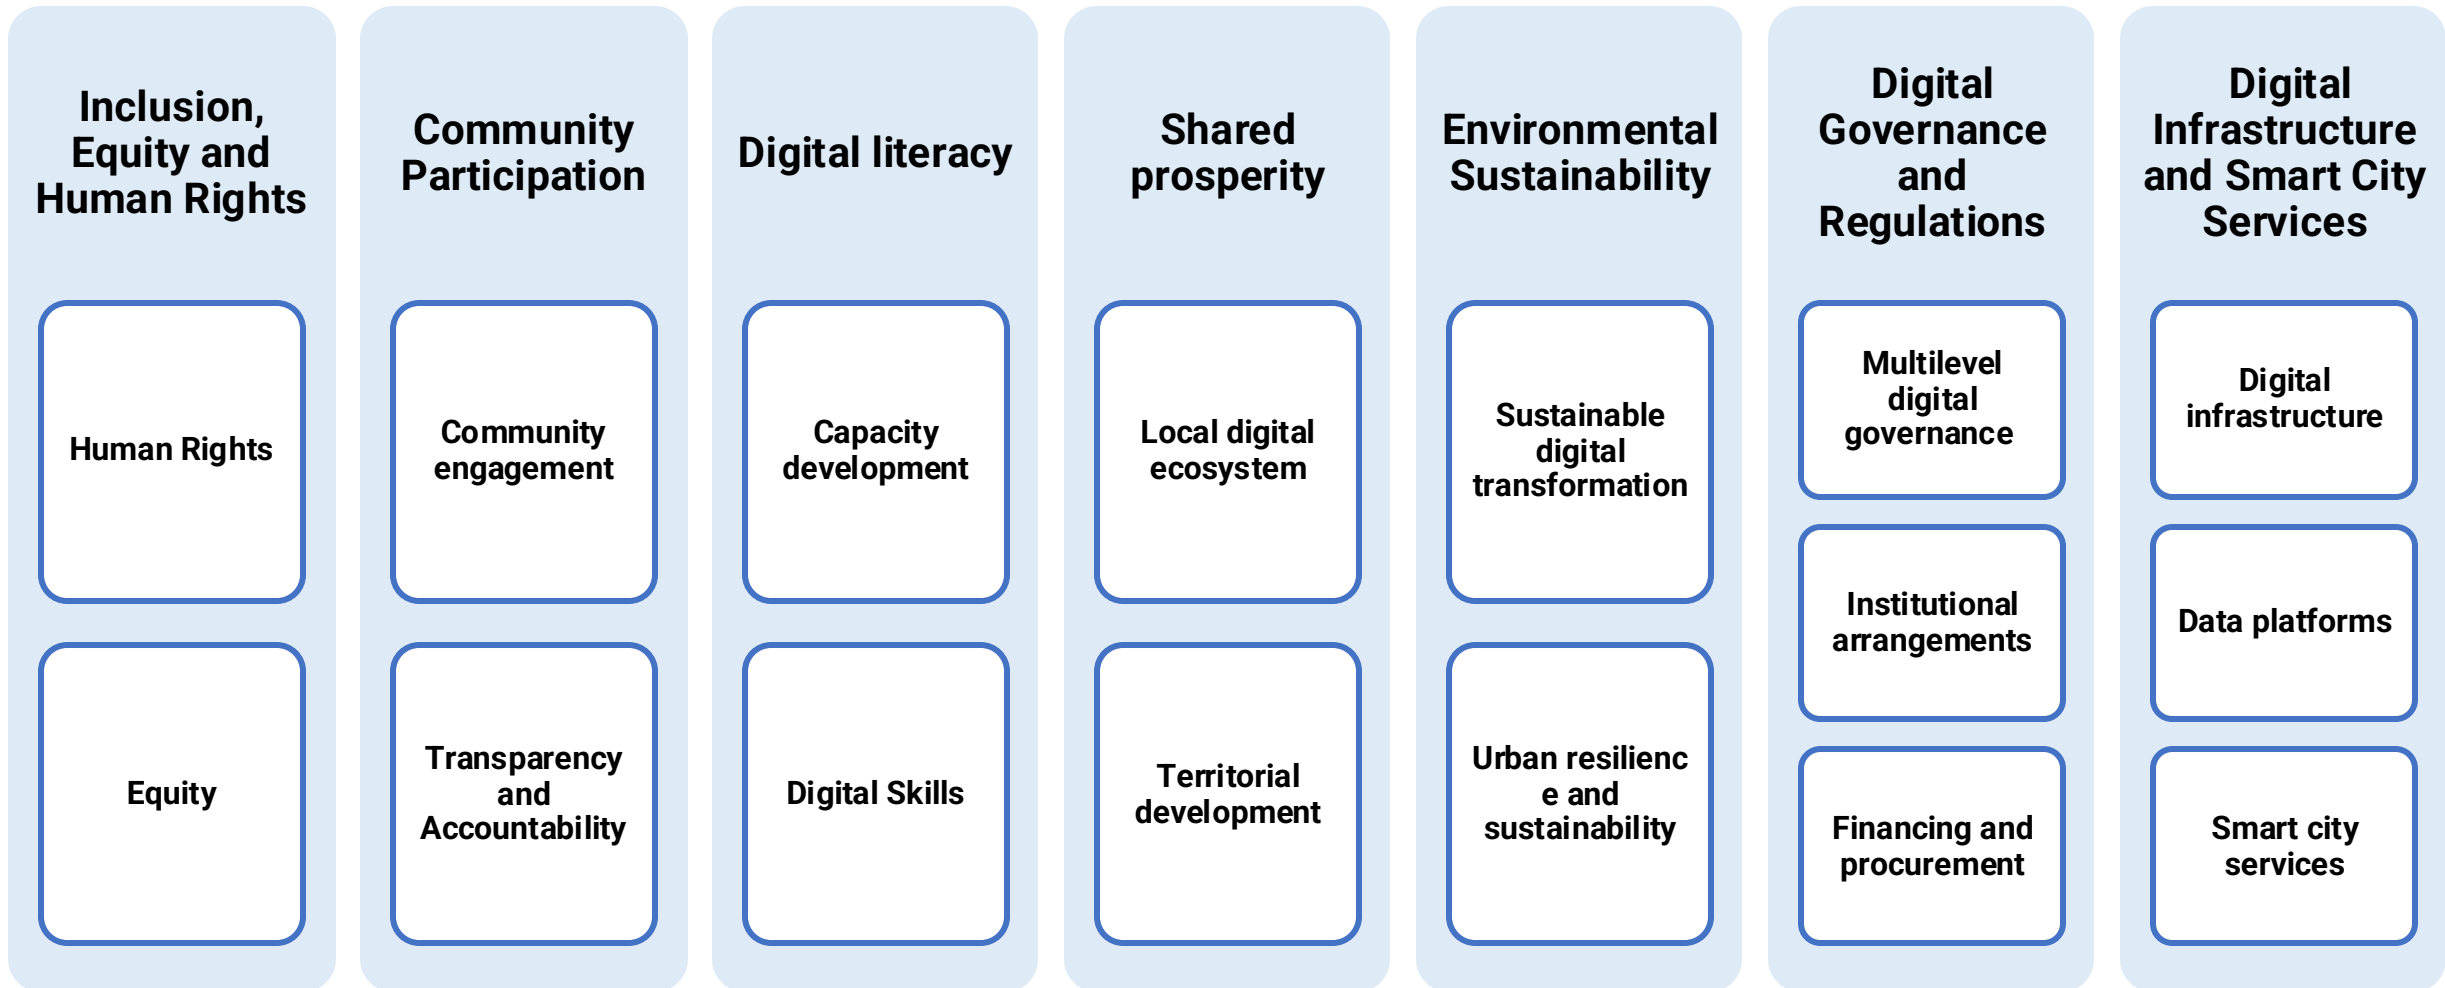 Inclusion,
Equity and
Human Rights
Human Rights
Equity
Community
Participation
Community
engagement
Transparency
and
Accountability
Digital literacy
Capacity
development
Digital Skills
Shared
prosperity
Local digital
ecosystem
Territorial
development
Environmental
Sustainability
Sustainable
digital
transformation
Urban resilienc
e and
sustainability
Digital
Governance
and
Regulations
Multilevel
digital
governance
Institutional
arrangements
Financing and
procurement
Digital
Infrastructure
and Smart City
Services
Digital
infrastructure
Data platforms
Smart city
services